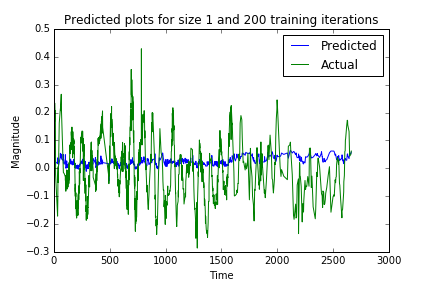 Predicted plots for size 1 and 200 training iterations
0.5
0.4
0.3
0.2
0.1
0.0
−0.1
−0.2
−0.3
Magnitude
Predicted
Actual
0 500 1000 1500 2000 2500 3000
Time